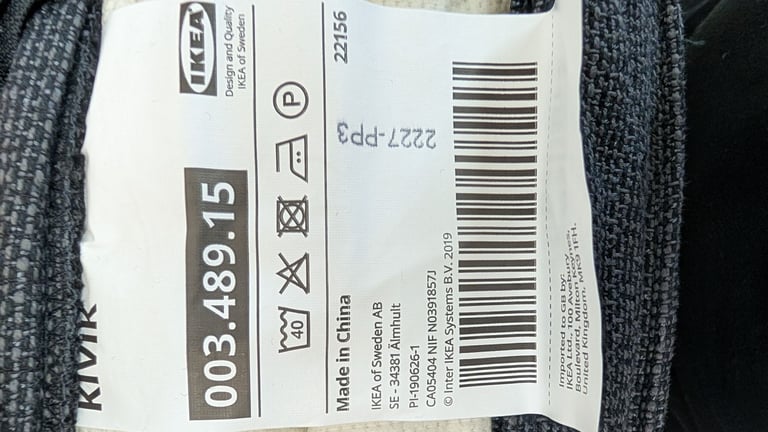 KIVIK
003.489.15
IKEA
Design and Quality
IKEA of Sweden
40
P
Made in China
22156
IKEA of Sweden AB
SE - 34381 Älmhult
PI-190626-1
CA05404 NIF N0391857J
© Inter IKEA Systems B.V. 2019
2227-PP3
Imported to GB by:
IKEA Ltd., 100 Avebury
Boulevard, Milton Keynes,
United Kingdom, MK9 1FH.